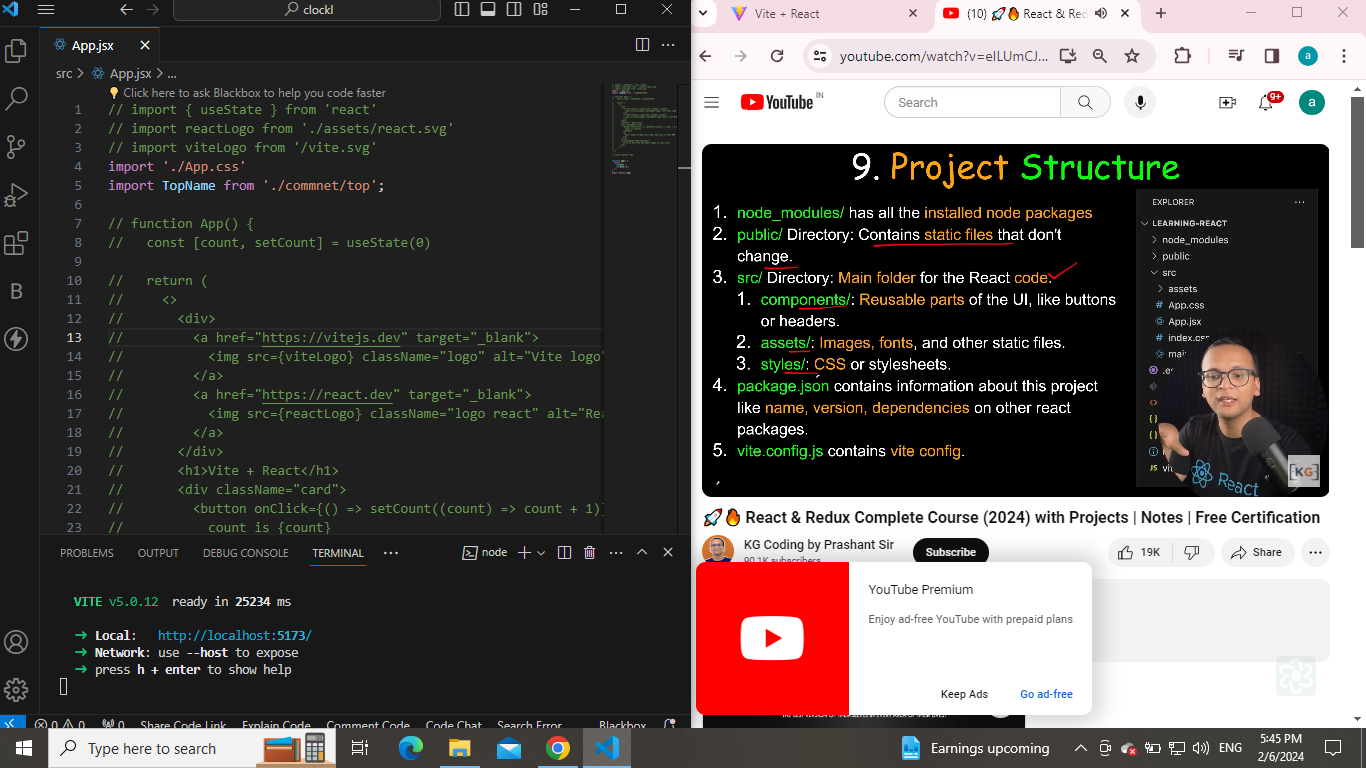 clockl
App.jsx
src > App.jsx > ...
Click here to ask Blackbox to help you code faster
1 // import { useState } from 'react'
2 // import reactLogo from './assets/react.svg'
3 // import viteLogo from '/vite.svg'
4 import './App.css'
5 import TopName from './commnet/top';
6
7 // function App() {
8 //   const [count, setCount] = useState(0)
9
10 //   return (
11 //     <>
12 //       <div>
13 //         <a href="https://vitejs.dev" target="_blank">
14 //           <img src={viteLogo} className="logo" alt="Vite logo"
15 //         </a>
16 //         <a href="https://react.dev" target="_blank">
17 //           <img src={reactLogo} className="logo react" alt="Rea
18 //         </a>
19 //       </div>
20 //       <h1>Vite + React</h1>
21 //       <div className="card">
22 //         <button onClick={() => setCount((count) => count + 1)}
23 //           count is {count}
PROBLEMS OUTPUT DEBUG CONSOLE TERMINAL ... node
VITE v5.0.12 ready in 25234 ms
➜ Local: http://localhost:5173/
➜ Network: use --host to expose
➜ press h + enter to show help
0 0 0 Share Code Link Explain Code Comment Code Code Chat Search Error Blackbox
Vite + React
(10) 🚀🔥 React & Red
youtube.com/watch?v=elLUmCJ...
a
YouTube IN
Search
9+
a
9. Project Structure
1. node_modules/ has all the installed node packages
2. public/ Directory: Contains static files that don't
change.
3. src/ Directory: Main folder for the React code.
1. components/: Reusable parts of the UI, like buttons
or headers.
2. assets/: Images, fonts, and other static files.
3. styles/: CSS or stylesheets.
4. package.json contains information about this project
like name, version, dependencies on other react
packages.
5. vite.config.js contains vite config.
EXPLORER ...
LEARNING-REACT
node_modules
public
src
assets
App.css
App.jsx
index.css
mai
JS vi
React
[KG]
🚀🔥 React & Redux Complete Course (2024) with Projects | Notes | Free Certification
KG Coding by Prashant Sir
90.1K subscribers
Subscribe
19K
Share
YouTube Premium
Enjoy ad-free YouTube with prepaid plans
Keep Ads Go ad-free
Type here to search
Earnings upcoming
ENG
5:45 PM
2/6/2024